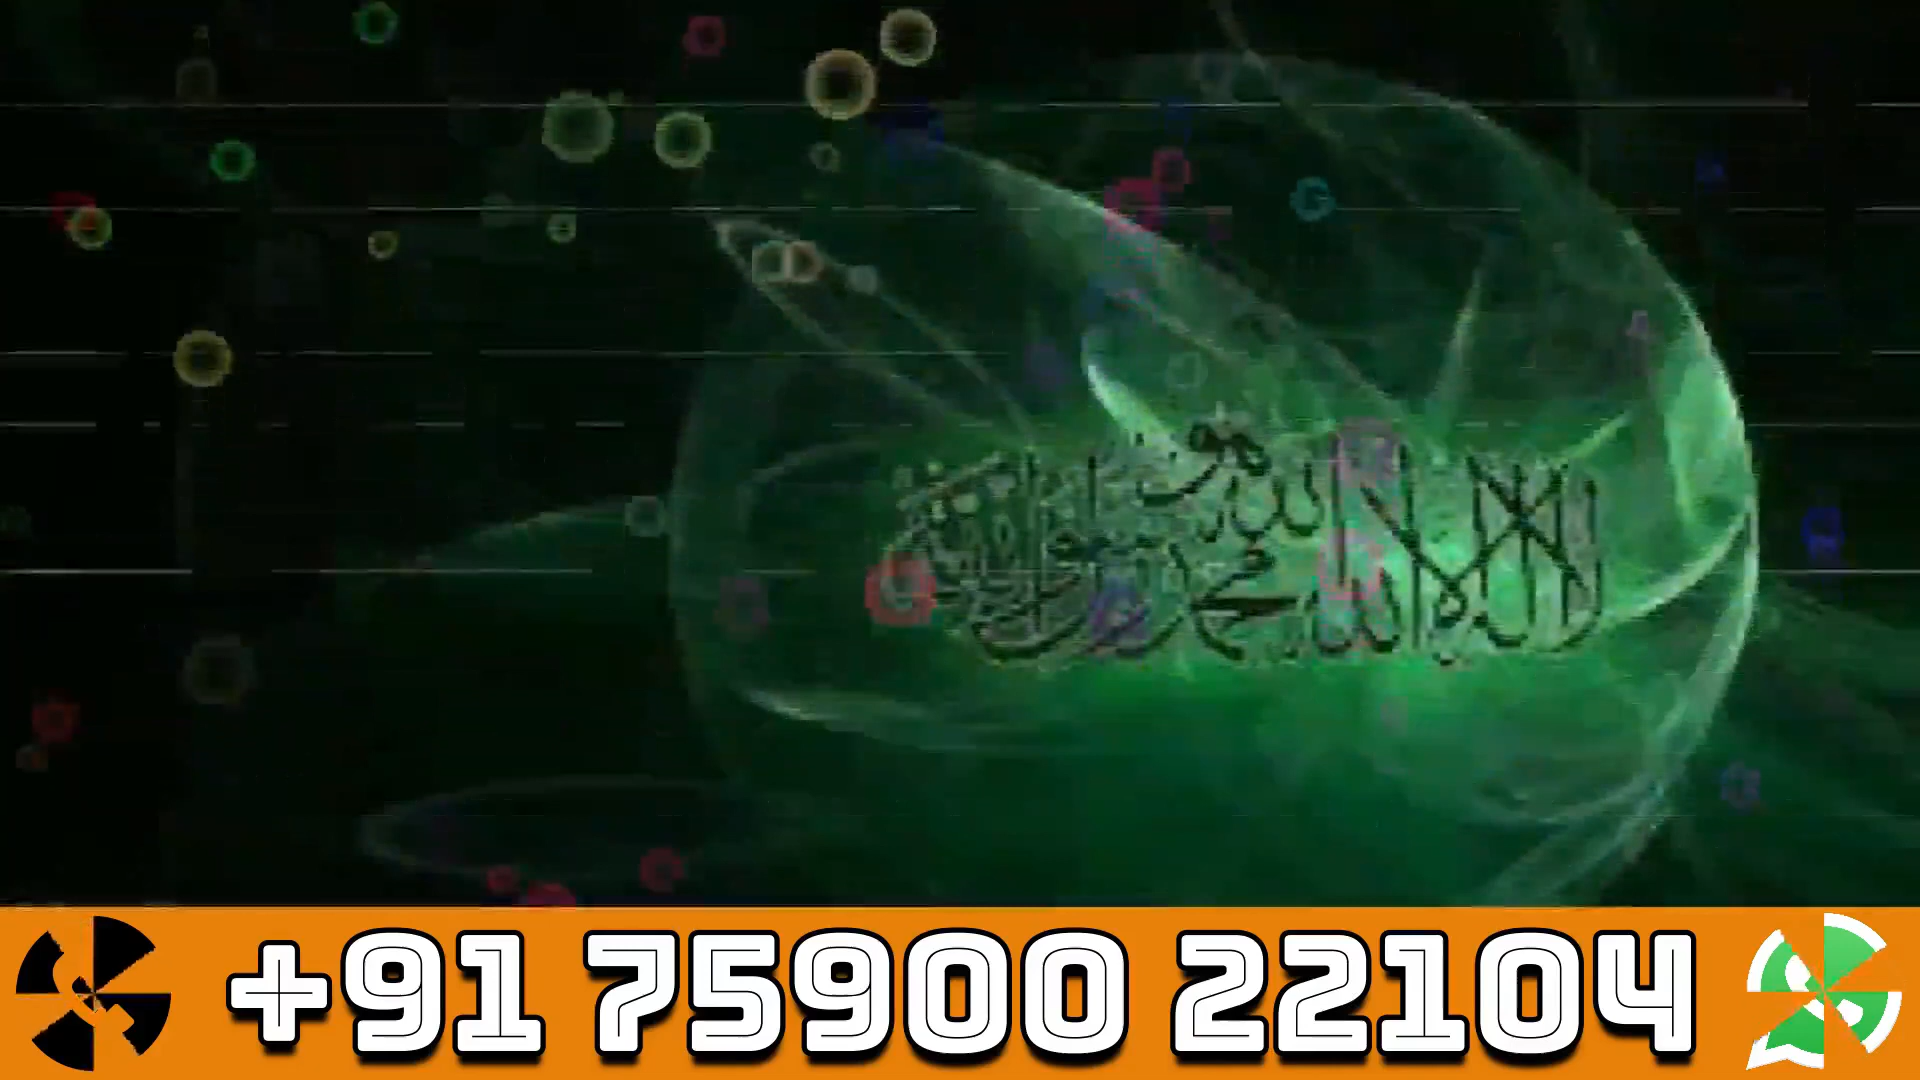 لا إله إلا الله محمد رسول الله
+91 75900 22104